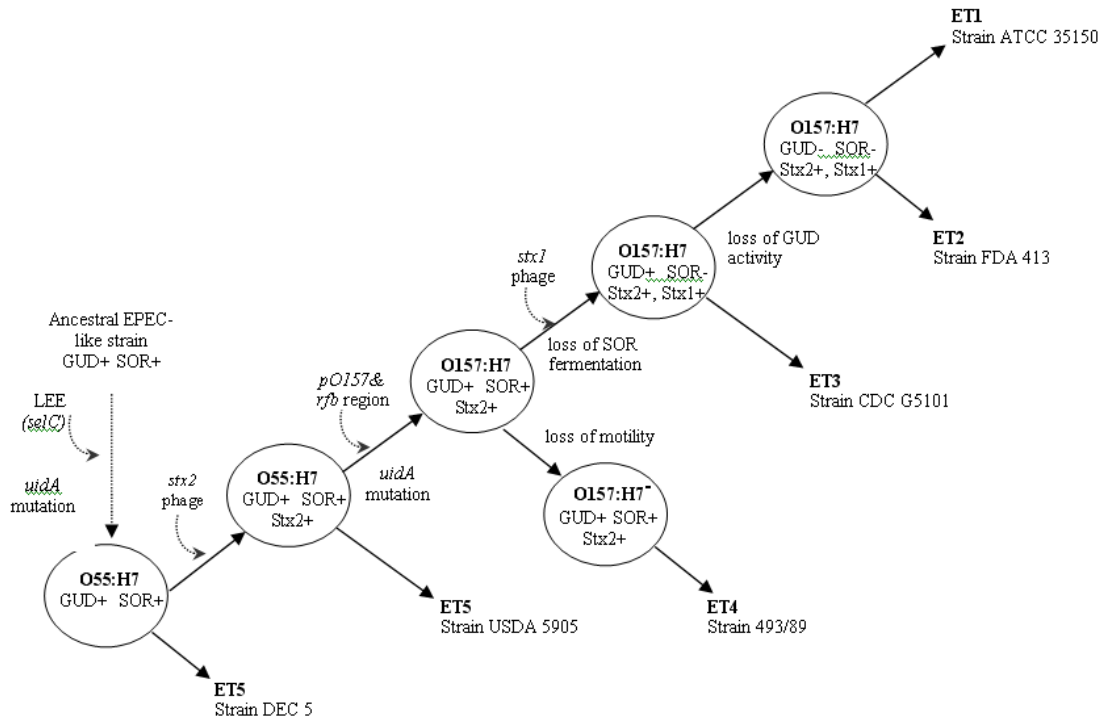 ET1
Strain ATCC 35150
O157:H7
GUD- SOR-
Stx2+, Stx1+
ET2
Strain FDA 413
loss of GUD
activity
stx1
phage
O157:H7
GUD+ SOR-
Stx2+, Stx1+
loss of SOR
fermentation
ET3
Strain CDC G5101
Ancestral EPEC-
like strain
GUD+ SOR+
pO157&
rfb region
O157:H7
GUD+ SOR+
Stx2+
LEE
(selC)
uidA
mutation
stx2
phage
O55:H7
GUD+ SOR+
Stx2+
uidA
mutation
loss of motility
O157:H7-
GUD+ SOR+
Stx2+
O55:H7
GUD+ SOR+
ET5
Strain USDA 5905
ET4
Strain 493/89
ET5
Strain DEC 5